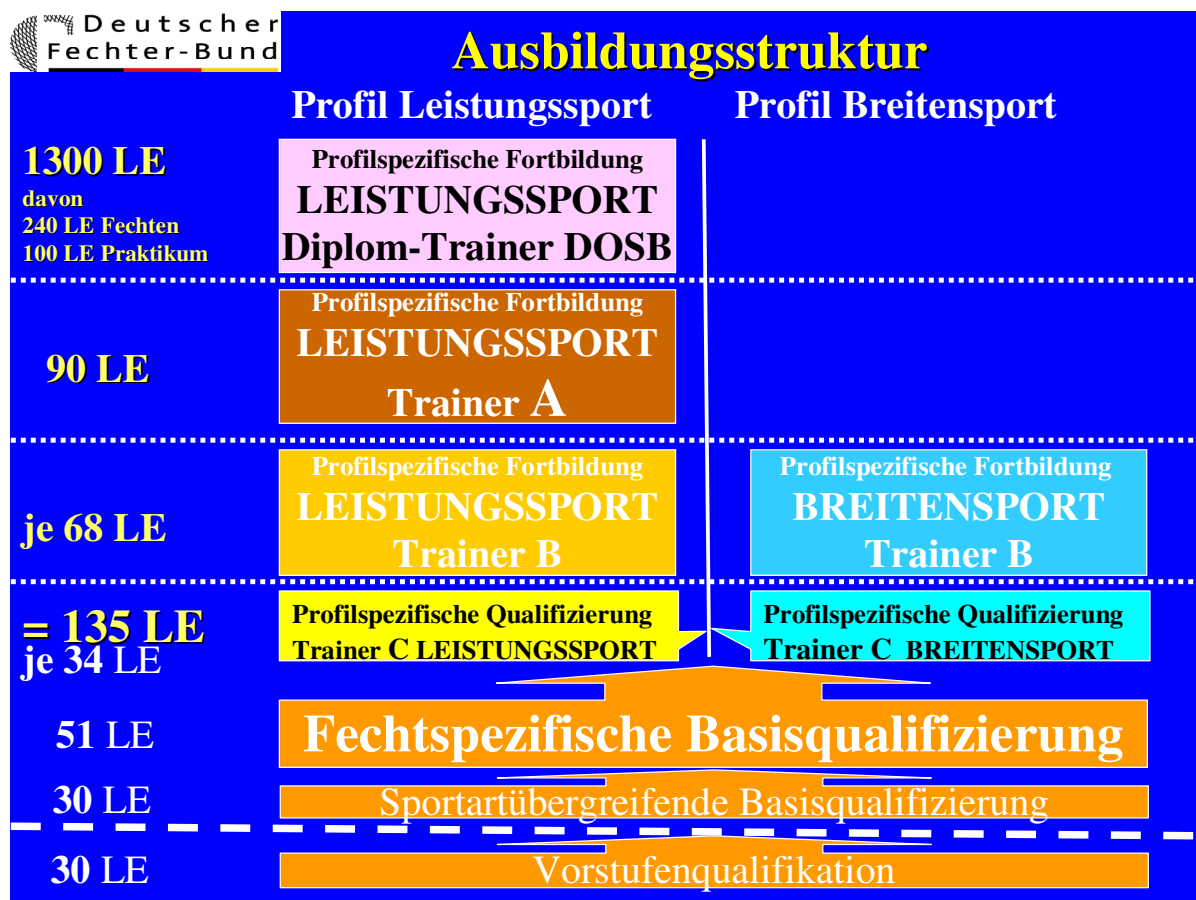 Deutscher
Fechter-Bund
Ausbildungsstruktur
Profil Leistungssport
Profil Breitensport
1300 LE
davon
240 LE Fechten
100 LE Praktikum
Profilspezifische Fortbildung
LEISTUNGSSPORT
Diplom-Trainer DOSB
90 LE
Profilspezifische Fortbildung
LEISTUNGSSPORT
Trainer A
je 68 LE
Profilspezifische Fortbildung
LEISTUNGSSPORT
Trainer B
Profilspezifische Fortbildung
BREITENSPORT
Trainer B
= 135 LE
je 34 LE
Profilspezifische Qualifizierung
Trainer C LEISTUNGSSPORT
Profilspezifische Qualifizierung
Trainer C BREITENSPORT
51 LE
Fechtspezifische Basisqualifizierung
30 LE
Sportartübergreifende Basisqualifizierung
30 LE
Vorstufenqualifikation